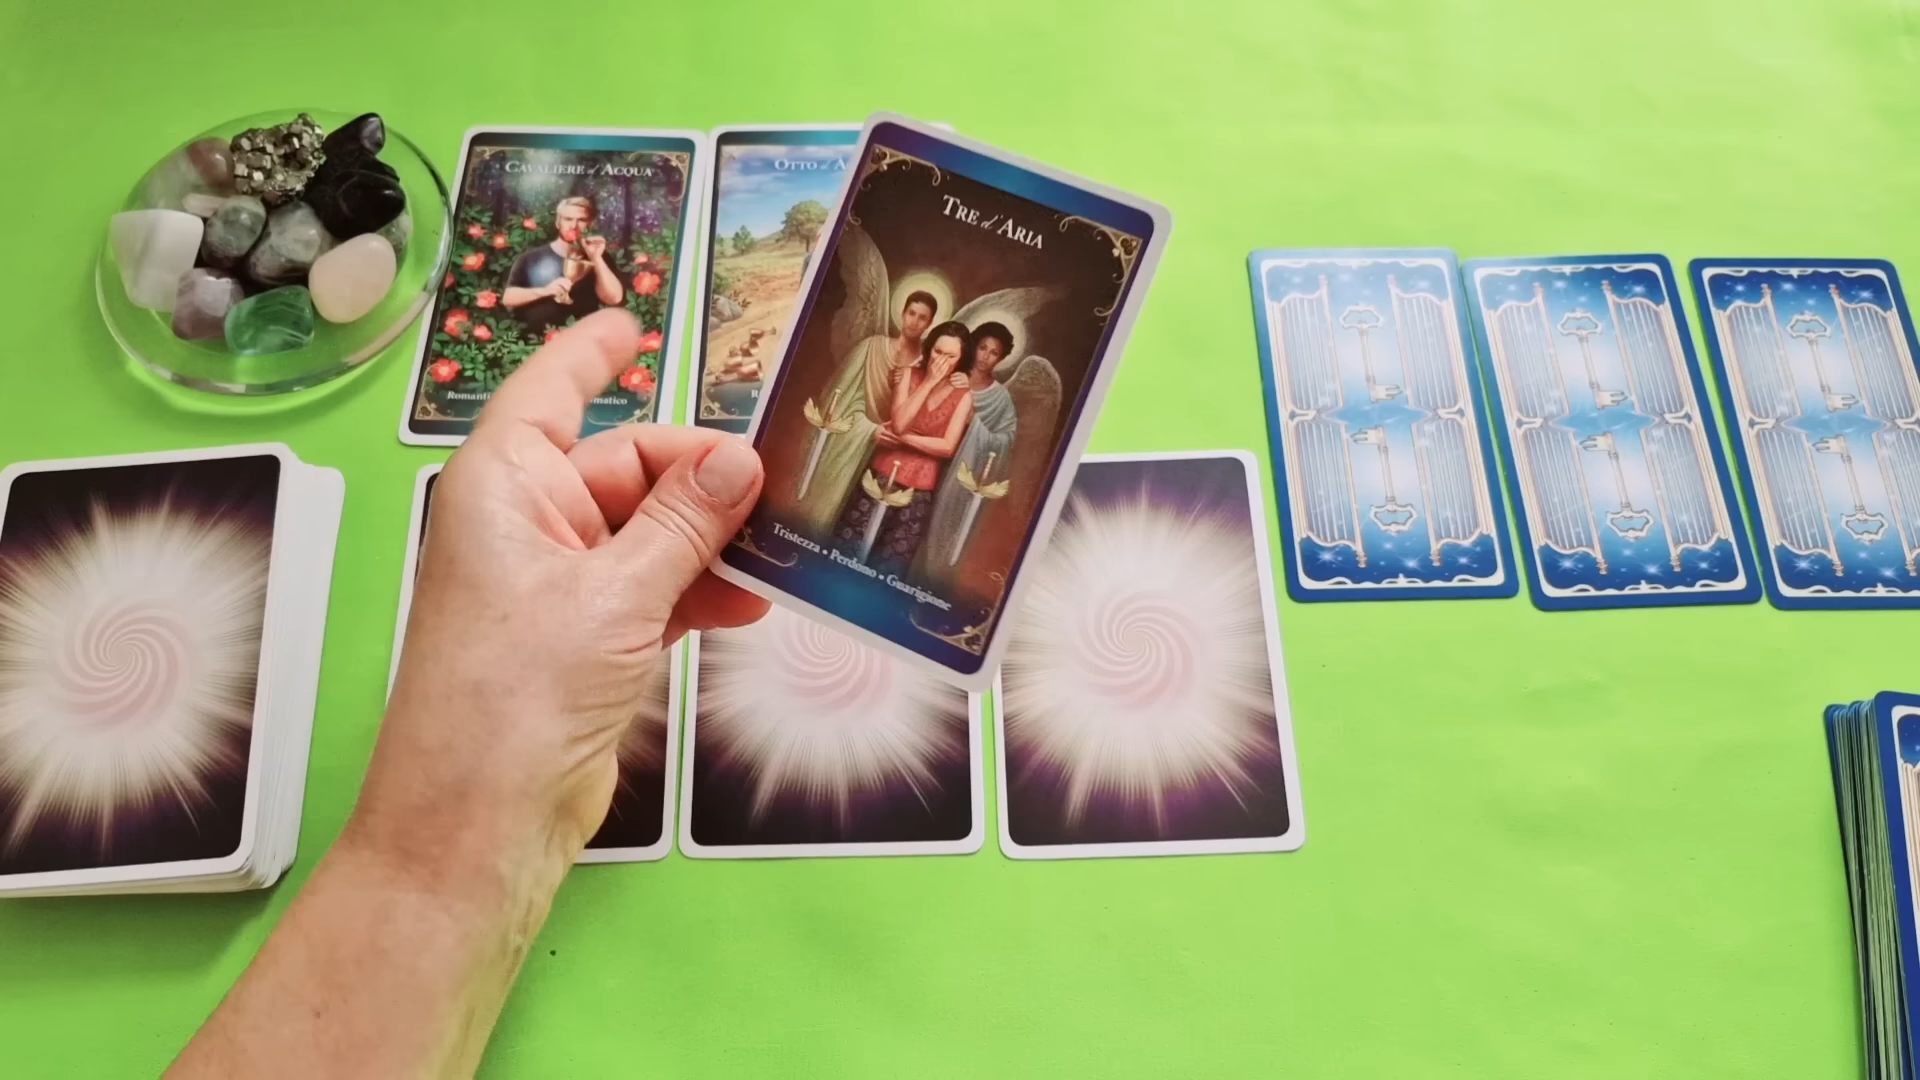 CAVALIERE d'ACQUA
OTTO d'A
TRE d'ARIA
Tristezza • Perdono • Guarigione